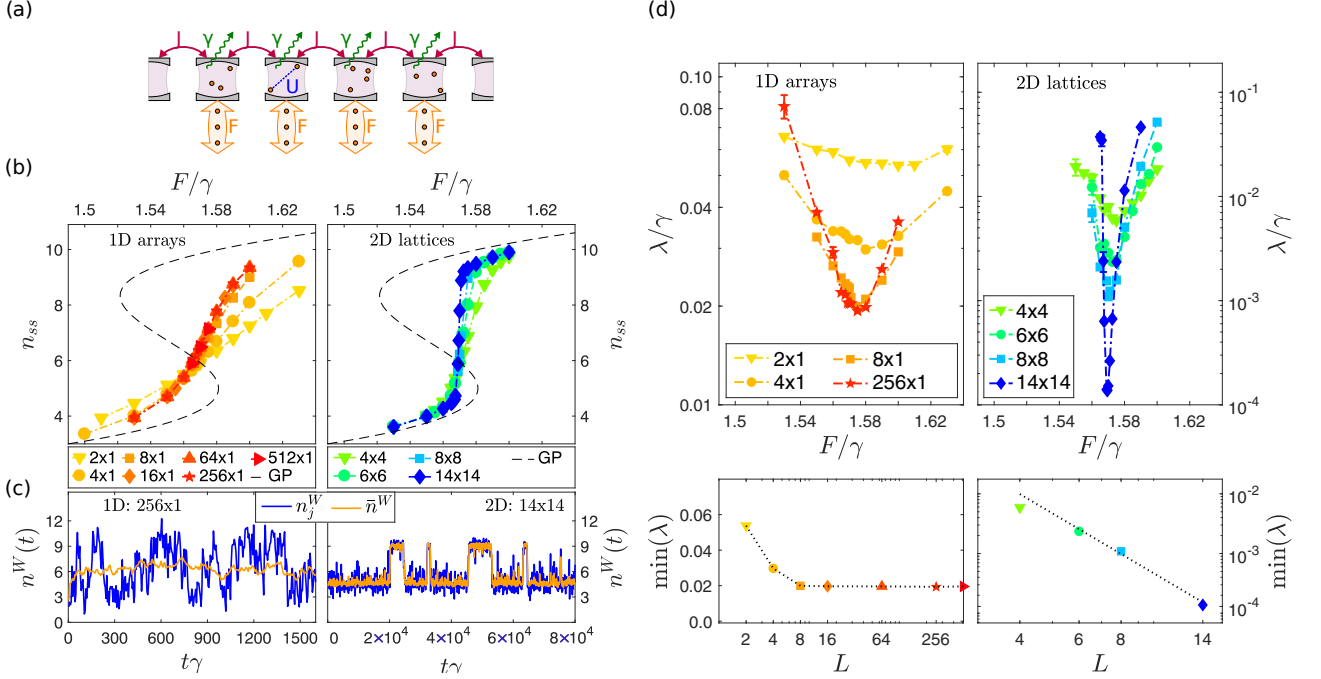 (a)
J γ J γ J γ J γ J
U
F F F F
(b)
F/γ F/γ
1.5 1.54 1.58 1.62 1.5 1.54 1.58 1.62
1D arrays 2D lattices
n_ss n_ss
10 10
8 8
6 6
4 4
2x1 8x1 64x1 512x1
4x1 16x1 256x1 GP
4x4 8x8 GP
6x6 14x14
(c)
1D: 256x1 n_j^W n̄^W 2D: 14x14
n^W(t) n^W(t)
12 12
9 9
6 6
3 3
0 0
0 300 600 900 1200 1500 0 2×10^4 4×10^4 6×10^4 8×10^4
tγ tγ
(d)
1D arrays 2D lattices
λ/γ λ/γ
0.10 10^-1
0.08
0.06 10^-2
0.04
10^-3
0.02
0.01 10^-4
2x1 8x1
4x1 256x1
4x4
6x6
8x8
14x14
1.5 1.54 1.58 1.62 1.5 1.54 1.58 1.62
F/γ F/γ
min(λ) min(λ)
0.06 10^-2
0.04 10^-3
0.02
0.00 10^-4
2 4 8 16 64 256 4 6 8 14
L L